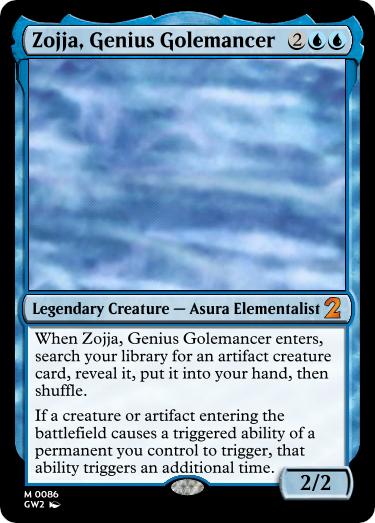 Zojja, Genius Golemancer 2
Legendary Creature — Asura Elementalist 2
When Zojja, Genius Golemancer enters,
search your library for an artifact creature
card, reveal it, put it into your hand, then
shuffle.
If a creature or artifact entering the
battlefield causes a triggered ability of a
permanent you control to trigger, that
ability triggers an additional time.
2/2
M 0086
GW2